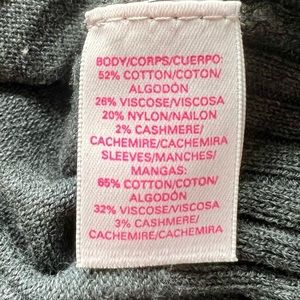 BODY/CORPS/CUERPO:
52% COTTON/COTON/
ALGODÓN
26% VISCOSE/VISCOSA
20% NYLON/NAILON
2% CASHMERE/
CACHEMIRE/CACHEMIRA
SLEEVES/MANCHES/
MANGAS:
65% COTTON/COTON/
ALGODÓN
32% VISCOSE/VISCOSA
3% CASHMERE/
CACHEMIRE/CACHEMIRA